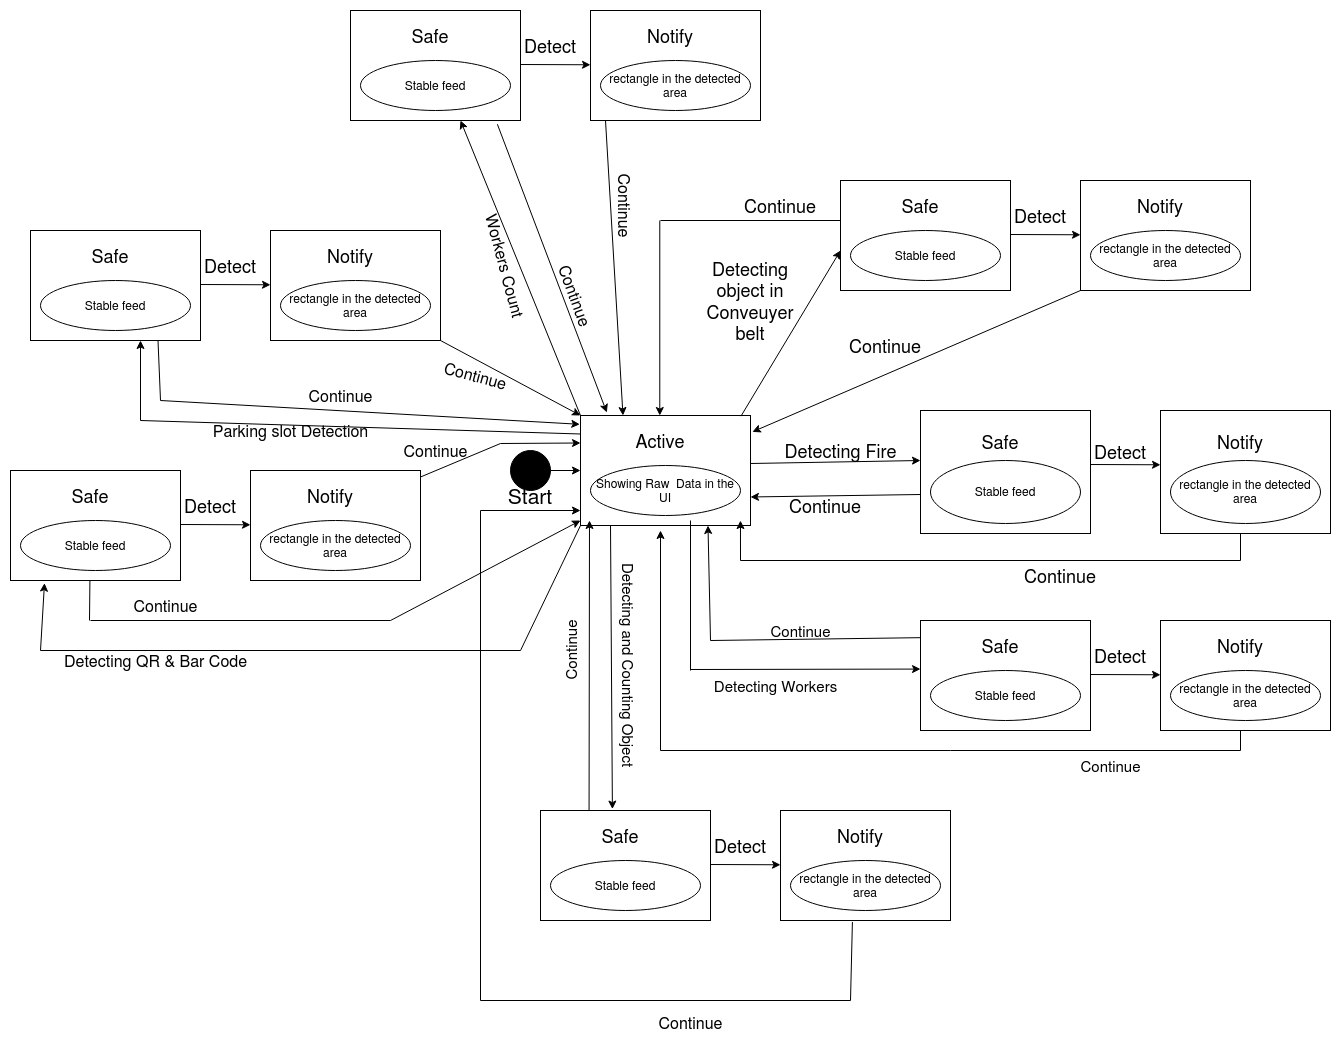 Safe
Stable feed
Detect
Notify
rectangle in the detected
area
Workers Count
Continue
Continue
Safe
Stable feed
Detect
Notify
rectangle in the detected
area
Continue
Detecting
object in
Conveuyer
belt
Continue
Safe
Stable feed
Detect
Notify
rectangle in the detected
area
Continue
Continue
Parking slot Detection
Continue
Start
Active
Showing Raw  Data in the
UI
Detecting Fire
Continue
Safe
Stable feed
Detect
Notify
rectangle in the detected
area
Continue
Safe
Stable feed
Detect
Notify
rectangle in the detected
area
Continue
Detecting QR & Bar Code
Continue
Detecting and Counting Object
Continue
Detecting Workers
Safe
Stable feed
Detect
Notify
rectangle in the detected
area
Continue
Safe
Stable feed
Detect
Notify
rectangle in the detected
area
Continue